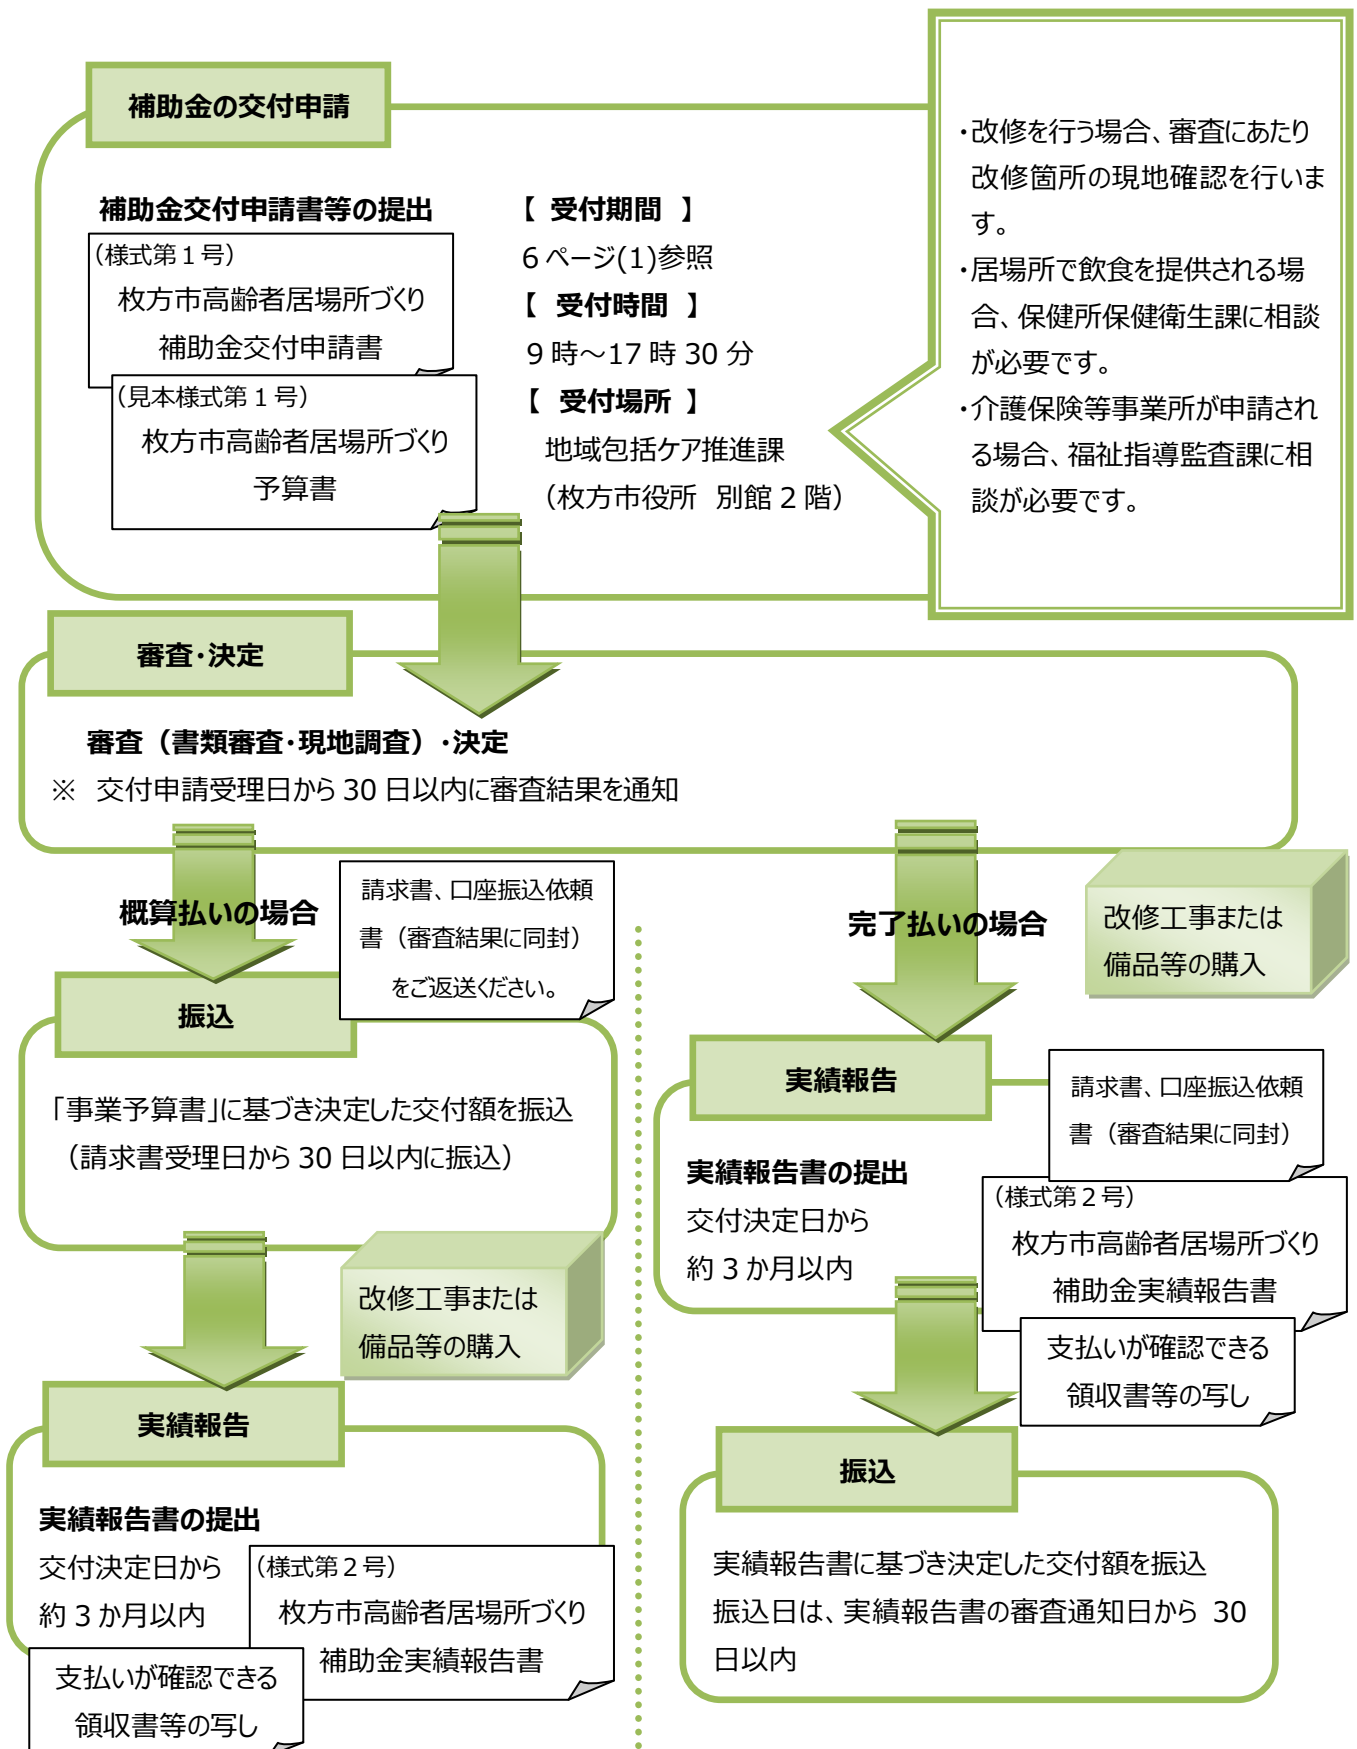 補助金の交付申請
補助金交付申請書等の提出
(様式第1号)
枚方市高齢者居場所づくり
補助金交付申請書
(見本様式第1号)
枚方市高齢者居場所づくり
予算書
【 受付期間 】
6ページ(1)参照
【 受付時間 】
9時～17時30分
【 受付場所 】
地域包括ケア推進課
(枚方市役所 別館2階)
・改修を行う場合、審査にあたり
改修箇所の現地確認を行いま
す。
・居場所で飲食を提供される場
合、保健所保健衛生課に相談
が必要です。
・介護保険等事業所が申請され
る場合、福祉指導監査課に相
談が必要です。
審査・決定
審査（書類審査・現地調査）・決定
※ 交付申請受理日から30日以内に審査結果を通知
概算払いの場合
請求書、口座振込依頼
書（審査結果に同封）
をご返送ください。
振込
「事業予算書」に基づき決定した交付額を振込
（請求書受理日から30日以内に振込）
改修工事または
備品等の購入
実績報告
実績報告書の提出
交付決定日から
約3か月以内
(様式第2号)
枚方市高齢者居場所づくり
補助金実績報告書
支払いが確認できる
領収書等の写し
完了払いの場合
改修工事または
備品等の購入
実績報告
請求書、口座振込依頼
書（審査結果に同封）
実績報告書の提出
交付決定日から
約3か月以内
(様式第2号)
枚方市高齢者居場所づくり
補助金実績報告書
支払いが確認できる
領収書等の写し
振込
実績報告書に基づき決定した交付額を振込
振込日は、実績報告書の審査通知日から 30
日以内